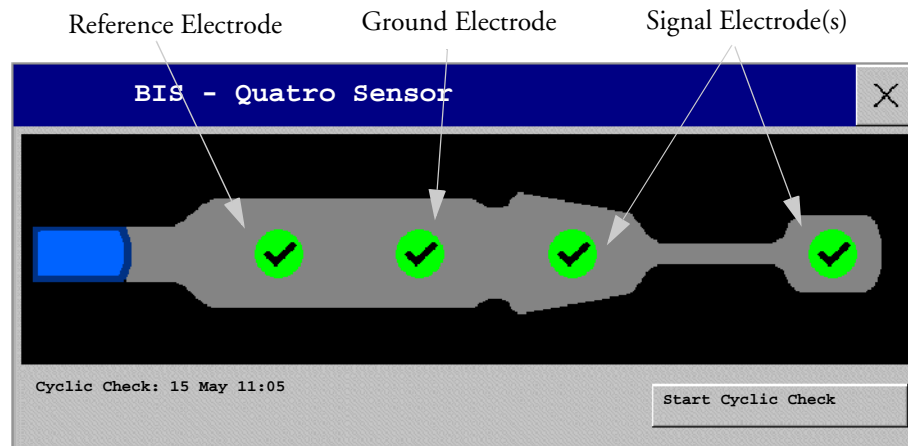 Reference Electrode
Ground Electrode
Signal Electrode(s)
BIS - Quatro Sensor
Cyclic Check: 15 May 11:05
Start Cyclic Check